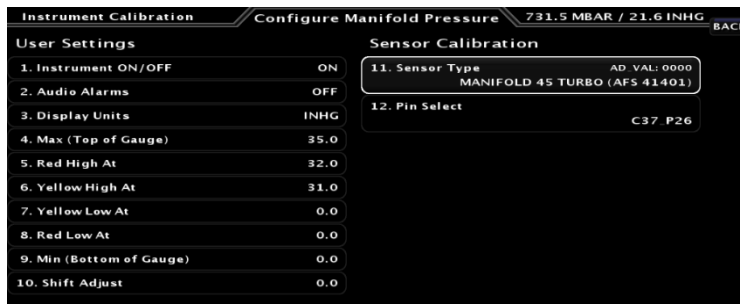 Instrument Calibration
Configure Manifold Pressure
731.5 MBAR / 21.6 INHG
BACK
User Settings
1. Instrument ON/OFF ON
2. Audio Alarms OFF
3. Display Units INHG
4. Max (Top of Gauge) 35.0
5. Red High At 32.0
6. Yellow High At 31.0
7. Yellow Low At 0.0
8. Red Low At 0.0
9. Min (Bottom of Gauge) 0.0
10. Shift Adjust 0.0
Sensor Calibration
11. Sensor Type AD_VAL: 0000
MANIFOLD 45 TURBO (AFS 41401)
12. Pin Select
C37_P26